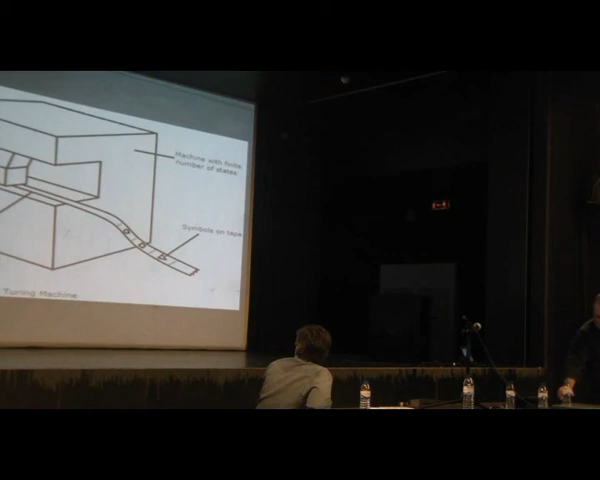 Machine with finite
number of states
Symbols on tape
Turing Machine